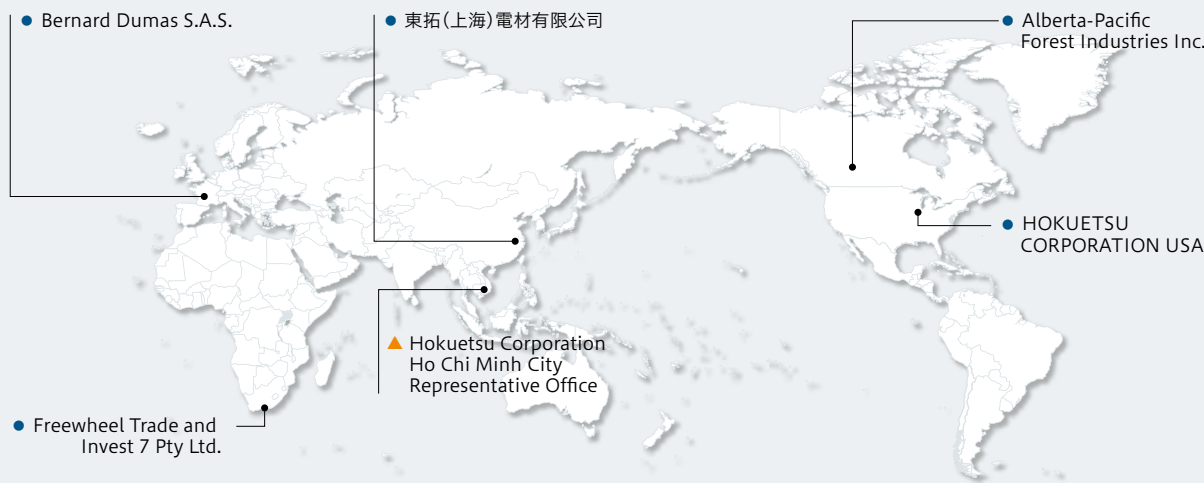 Bernard Dumas S.A.S.
東拓(上海)電材有限公司
Alberta-Pacific
Forest Industries Inc.
HOKUETSU
CORPORATION USA
Hokuetsu Corporation
Ho Chi Minh City
Representative Office
Freewheel Trade and
Invest 7 Pty Ltd.